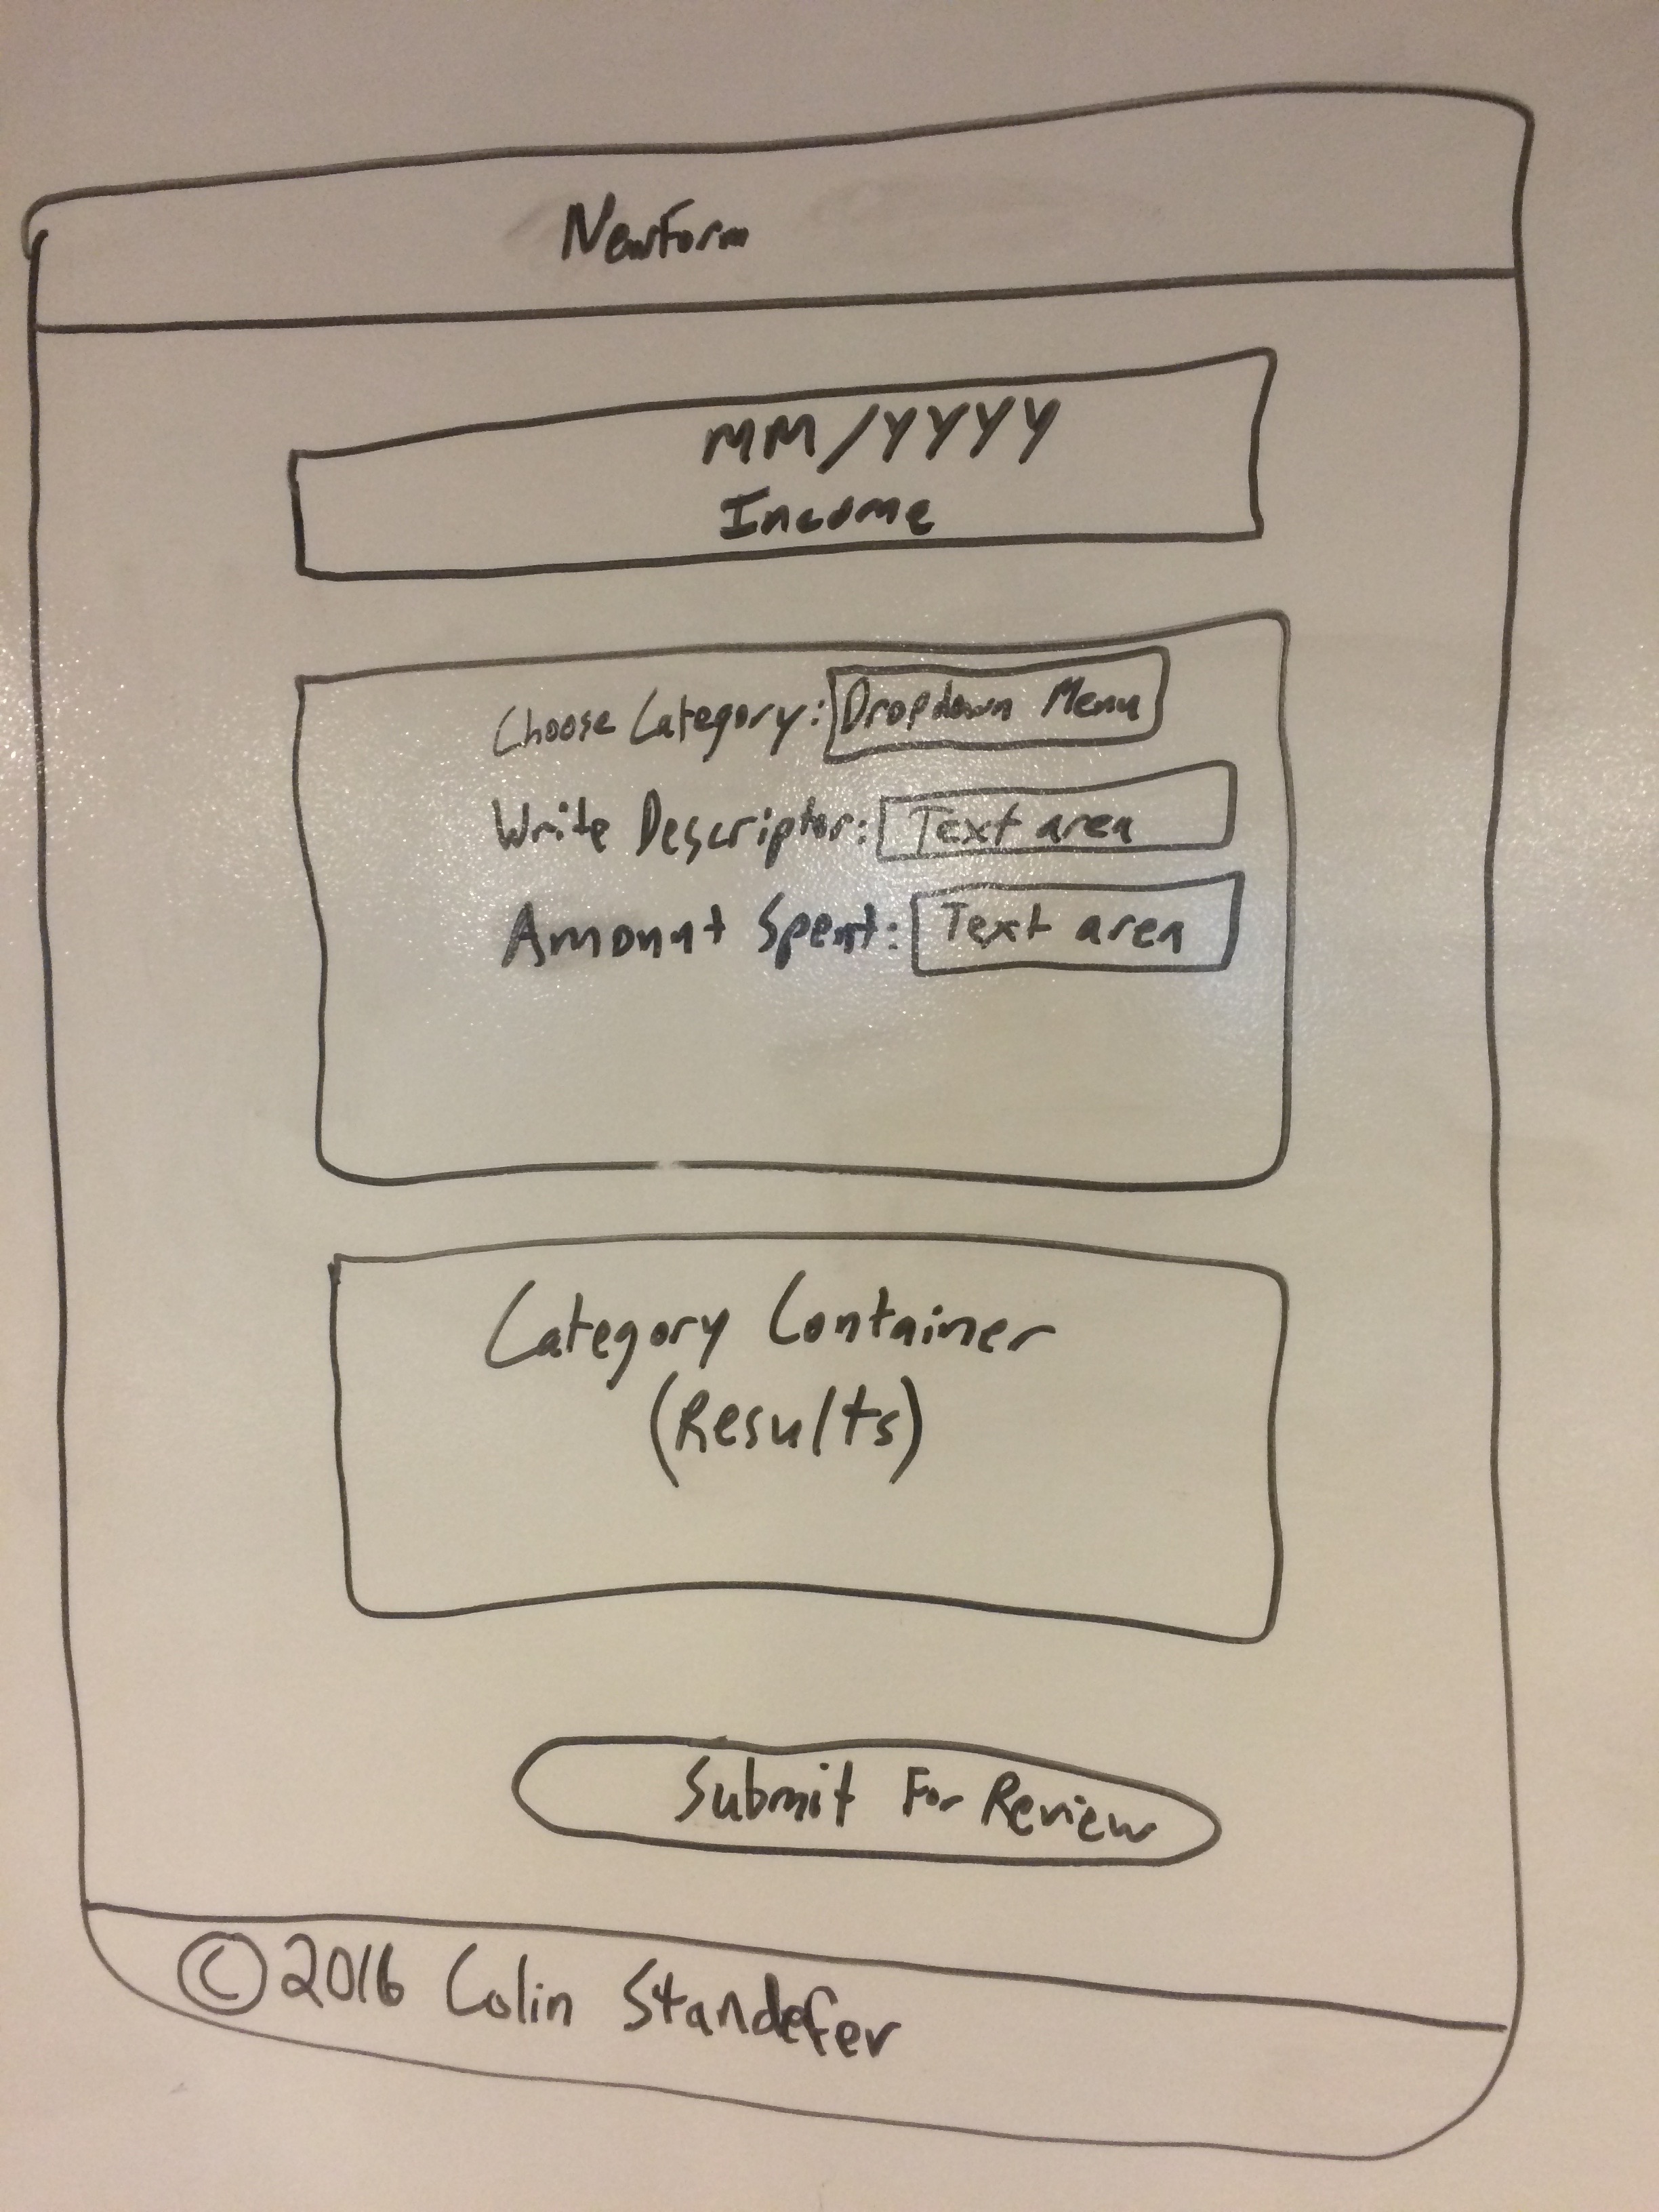 NewForm
MM/YYYY
Income
Choose Category: Dropdown Menu
Write Descriptor: Text area
Amount Spent: Text area
Category Container
(Results)
Submit For Review
© 2016 Colin Standefer